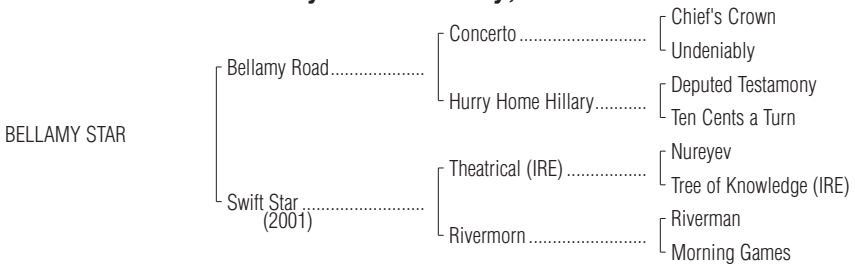 Chief's Crown
Concerto ...........................
Undeniably
Bellamy Road....................
Deputed Testamony
Hurry Home Hillary...........
Ten Cents a Turn
BELLAMY STAR
Nureyev
Theatrical (IRE) .................
Tree of Knowledge (IRE)
Swift Star ..........................
(2001)
Riverman
Rivermorn .........................
Morning Games